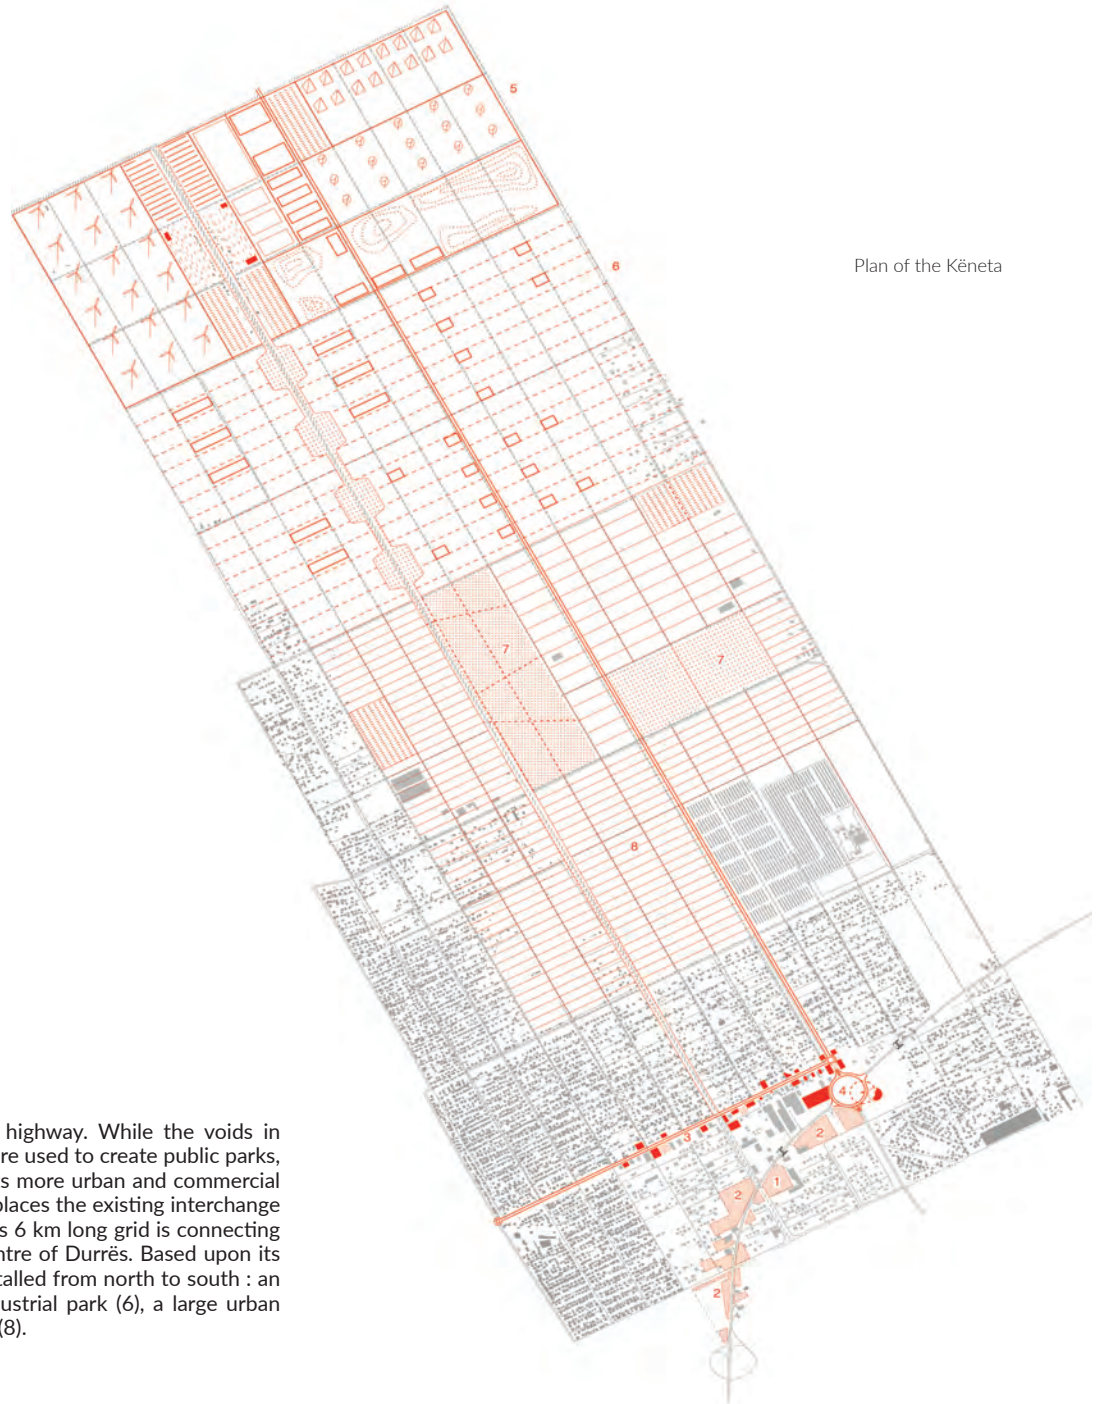 5
6
Plan of the Këneta
7
7
8
4
2
3
1
2
2
highway. While the voids in
re used to create public parks,
s more urban and commercial
places the existing interchange
s 6 km long grid is connecting
ntre of Durrës. Based upon its
talled from north to south : an
ustrial park (6), a large urban
(8).